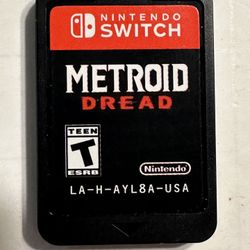 NINTENDO
SWITCH
METROID
DREAD
TEEN
T
ESRB
Nintendo
LA-H-AYL8A-USA